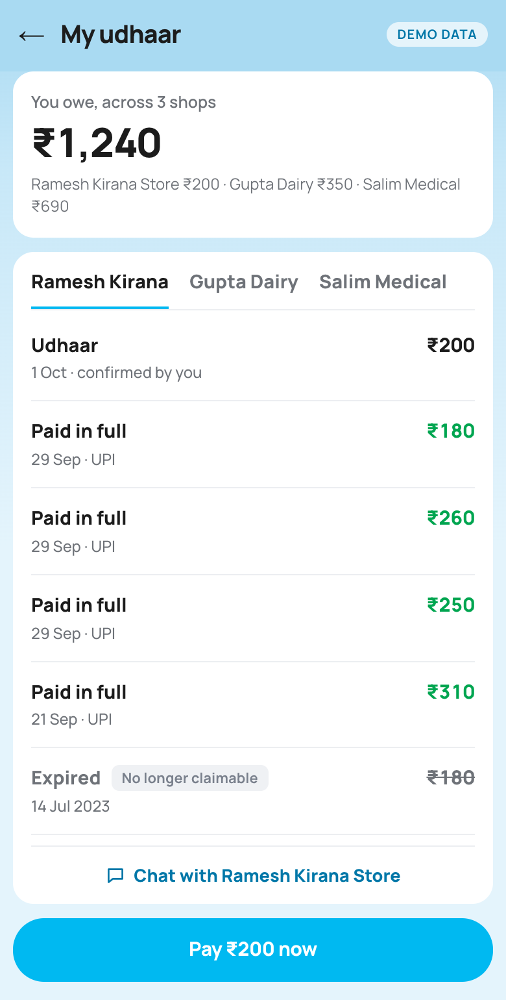 ← My udhaar
DEMO DATA
You owe, across 3 shops
₹1,240
Ramesh Kirana Store ₹200 · Gupta Dairy ₹350 · Salim Medical
₹690
Ramesh Kirana Gupta Dairy Salim Medical
Udhaar ₹200
1 Oct · confirmed by you
Paid in full ₹180
29 Sep · UPI
Paid in full ₹260
29 Sep · UPI
Paid in full ₹250
29 Sep · UPI
Paid in full ₹310
21 Sep · UPI
Expired No longer claimable ₹180
14 Jul 2023
Chat with Ramesh Kirana Store
Pay ₹200 now